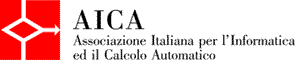 AICA
Associazione Italiana per l'Informatica
ed il Calcolo Automatico